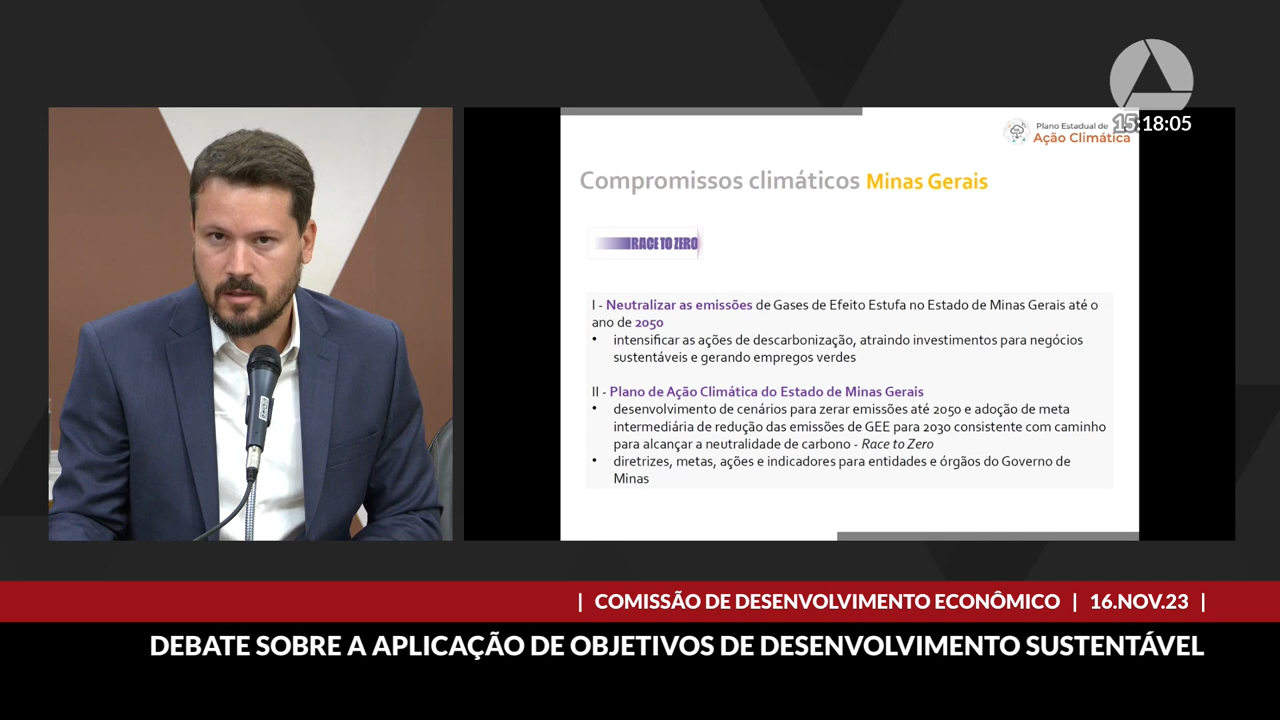 15:18:05
Plano Estadual de
Ação Climática
Compromissos climáticos Minas Gerais
RACE TO ZERO
I - Neutralizar as emissões de Gases de Efeito Estufa no Estado de Minas Gerais até o
ano de 2050
• intensificar as ações de descarbonização, atraindo investimentos para negócios
sustentáveis e gerando empregos verdes
II - Plano de Ação Climática do Estado de Minas Gerais
• desenvolvimento de cenários para zerar emissões até 2050 e adoção de meta
intermediária de redução das emissões de GEE para 2030 consistente com caminho
para alcançar a neutralidade de carbono - Race to Zero
• diretrizes, metas, ações e indicadores para entidades e órgãos do Governo de
Minas
| COMISSÃO DE DESENVOLVIMENTO ECONÔMICO | 16.NOV.23 |
DEBATE SOBRE A APLICAÇÃO DE OBJETIVOS DE DESENVOLVIMENTO SUSTENTÁVEL